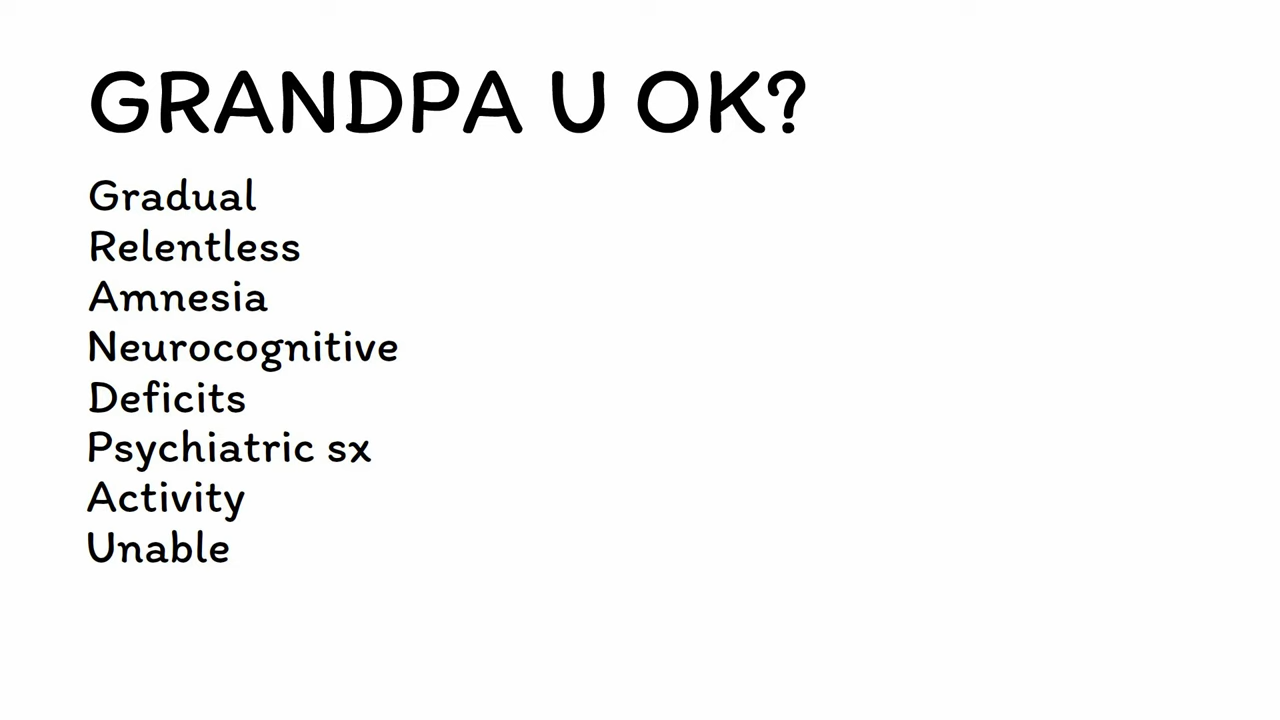 GRANDPA U OK?
Gradual
Relentless
Amnesia
Neurocognitive
Deficits
Psychiatric sx
Activity
Unable